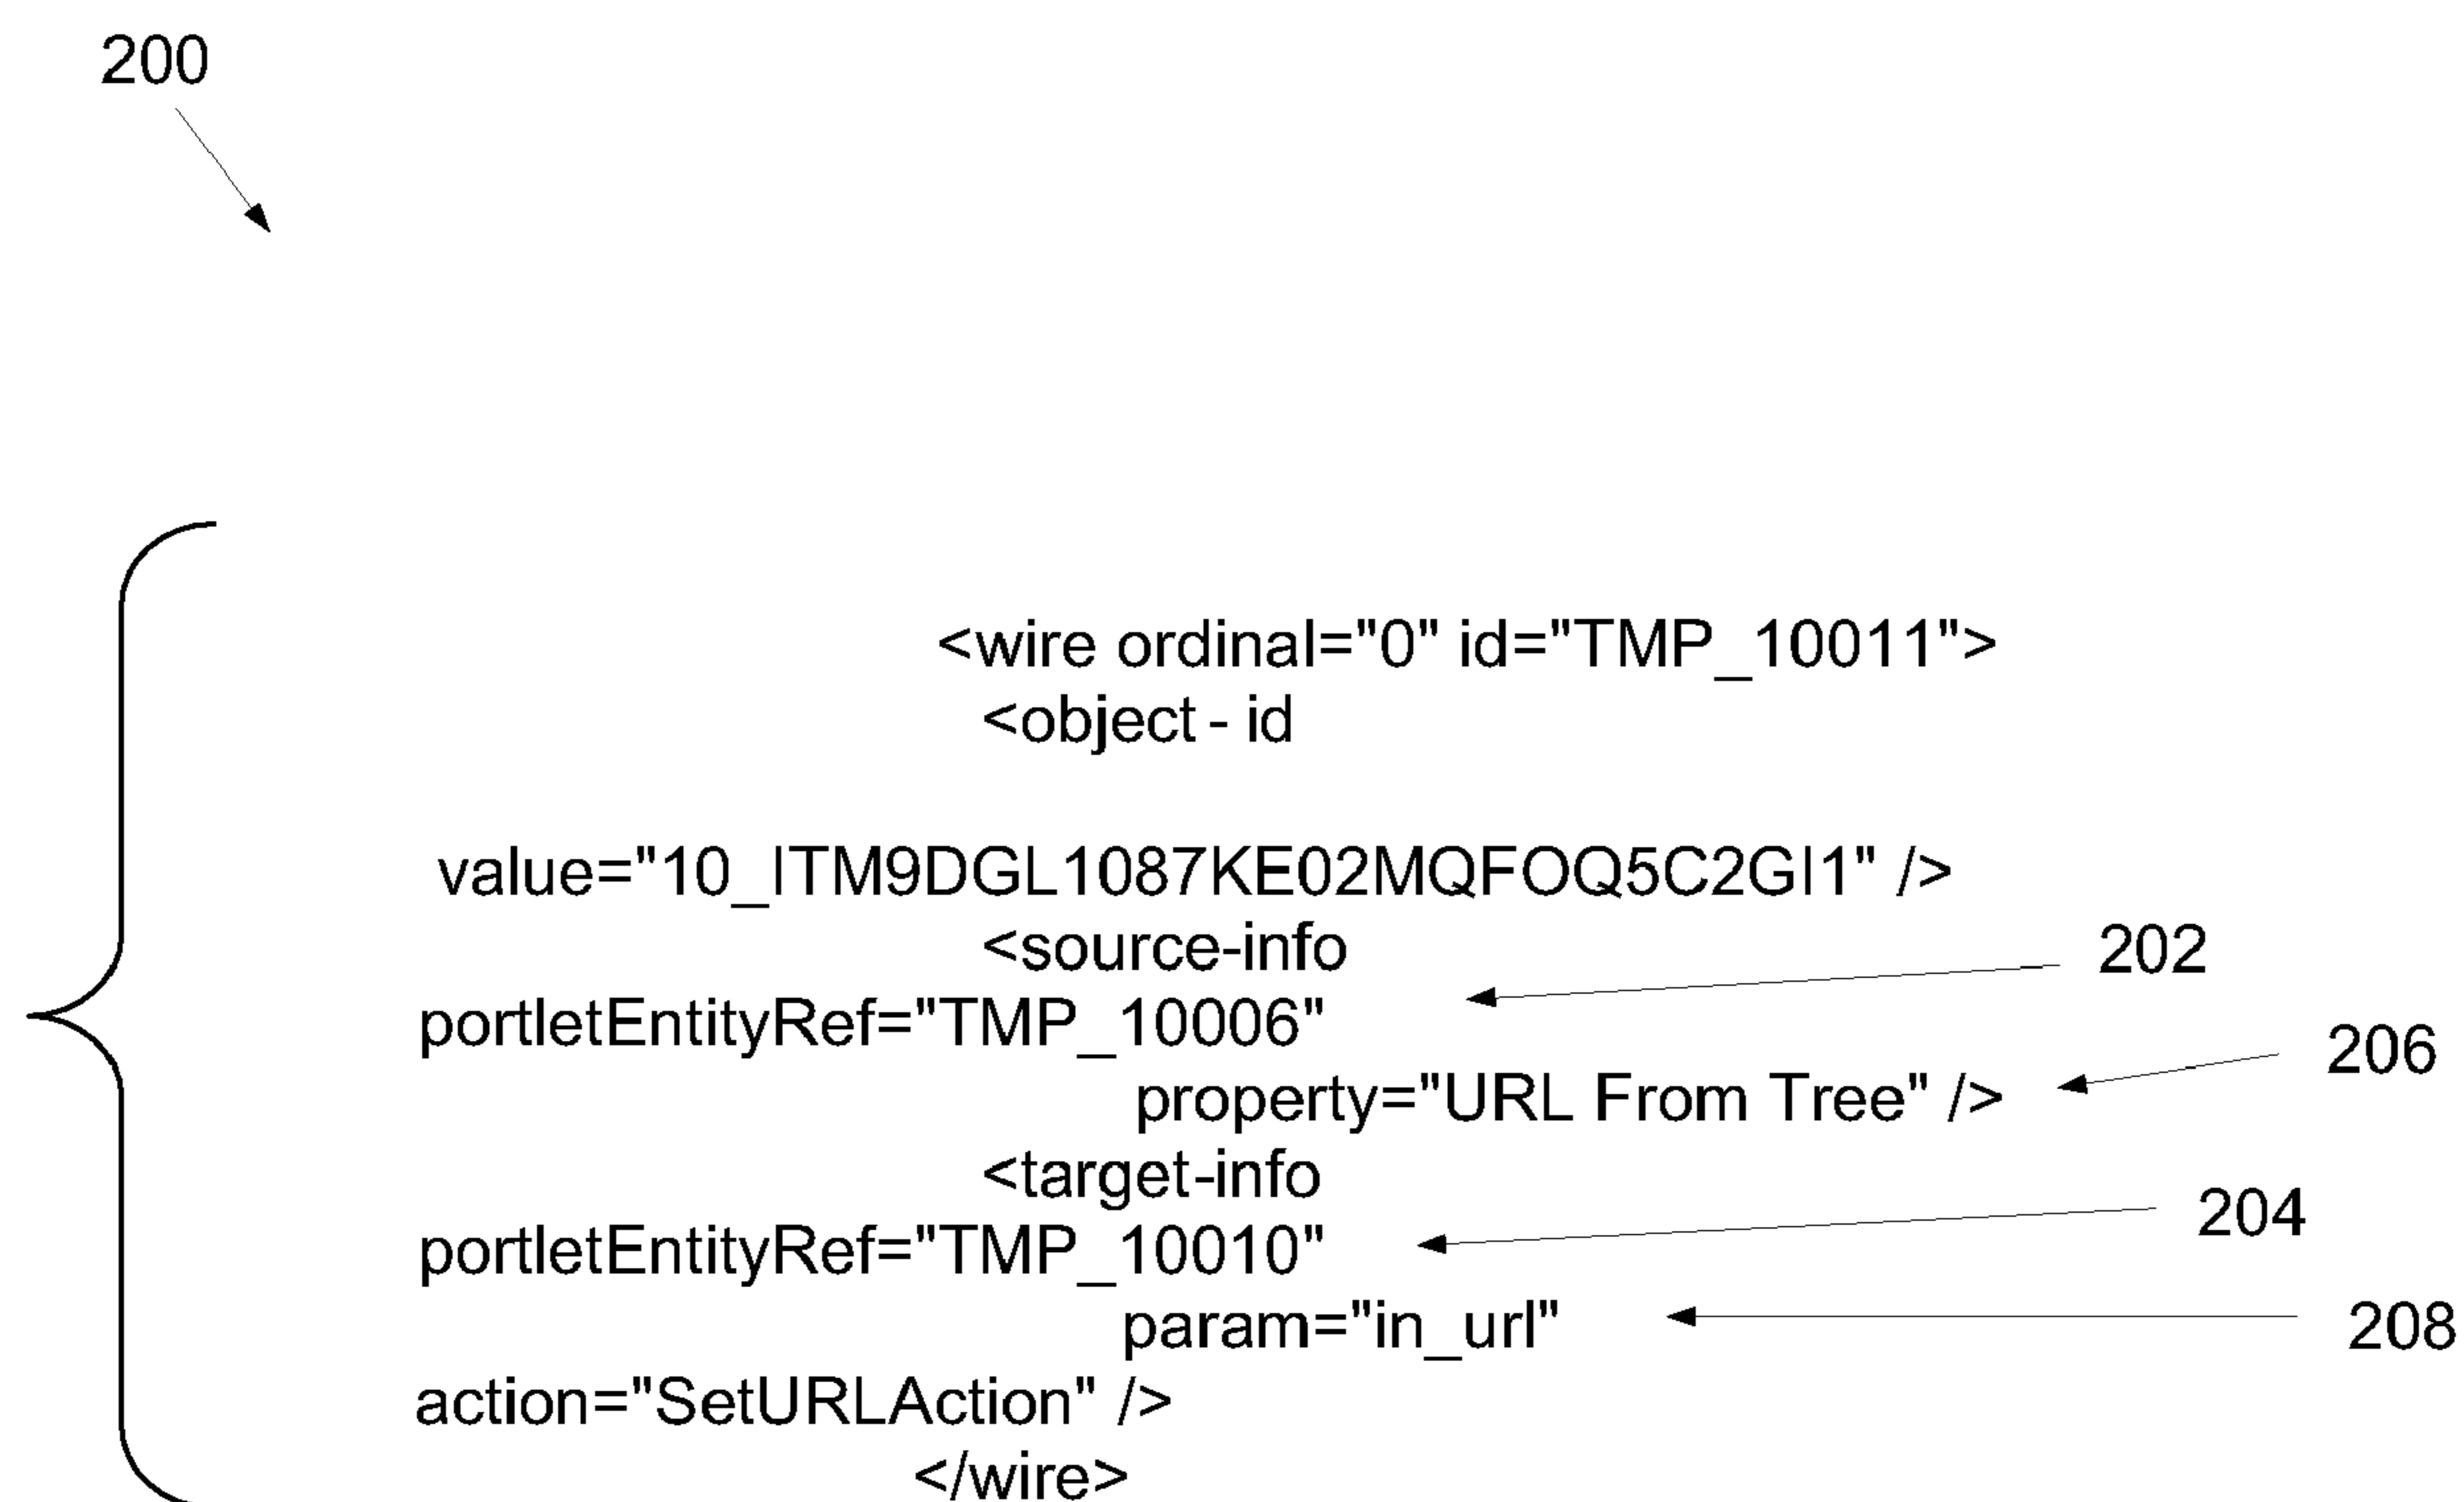 200
<wire ordinal="0" id="TMP_10011">
<object - id
value="10_ITM9DGL1087KE02MQFOQ5C2GI1" />
<source-info
202
portletEntityRef="TMP_10006"
206
property="URL From Tree" />
<target-info
204
portletEntityRef="TMP_10010"
param="in_url"
208
action="SetURLAction" />
</wire>